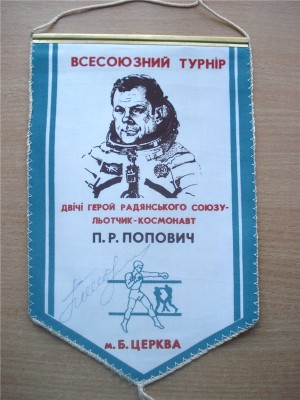 ВСЕСОЮЗНИЙ ТУРНІР
ДВІЧІ ГЕРОЙ РАДЯНСЬКОГО СОЮЗУ-
ЛЬОТЧИК-КОСМОНАВТ
П.Р. ПОПОВИЧ
м. Б. ЦЕРКВА